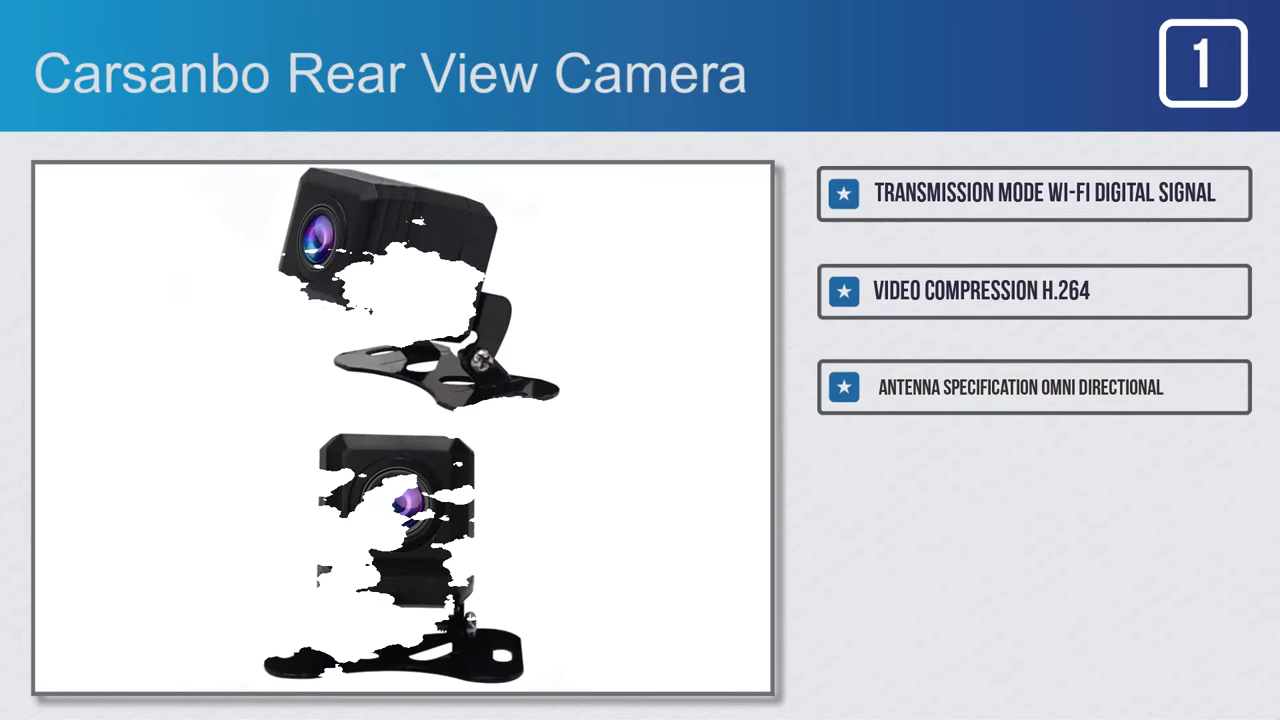 Carsanbo Rear View Camera
1
TRANSMISSION MODE WI-FI DIGITAL SIGNAL
VIDEO COMPRESSION H.264
ANTENNA SPECIFICATION OMNI DIRECTIONAL